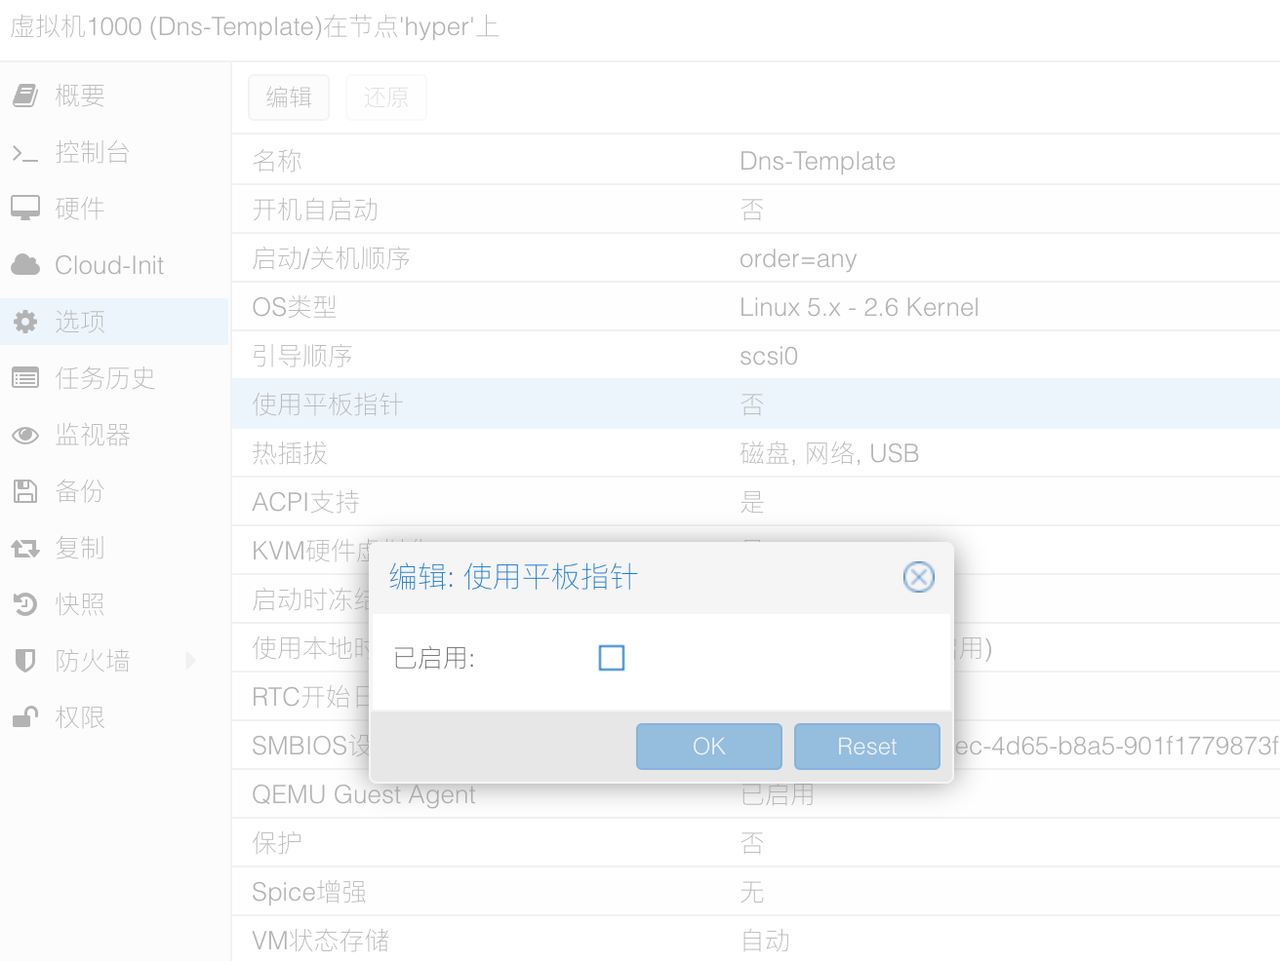 虚拟机1000 (Dns-Template)在节点'hyper'上
概要
控制台
硬件
Cloud-Init
选项
任务历史
监视器
备份
复制
快照
防火墙
权限
编辑 还原
名称 Dns-Template
开机自启动 否
启动/关机顺序 order=any
OS类型 Linux 5.x - 2.6 Kernel
引导顺序 scsi0
使用平板指针 否
热插拔 磁盘, 网络, USB
ACPI支持 是
KVM硬件虚
启动时冻结
使用本地时 用)
RTC开始日
SMBIOS设 ec-4d65-b8a5-901f1779873f
QEMU Guest Agent 已启用
保护 否
Spice增强 无
VM状态存储 自动
编辑: 使用平板指针
已启用:
OK Reset